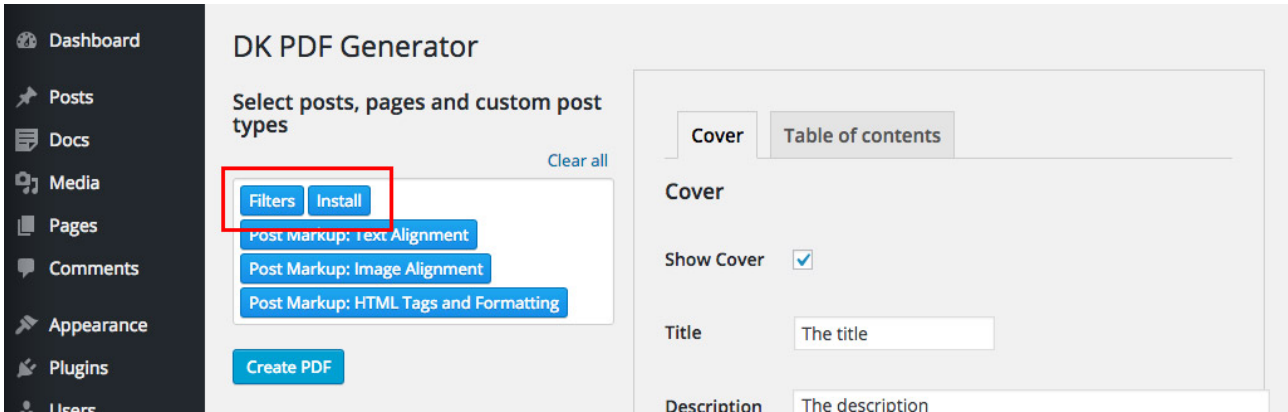 Dashboard
Posts
Docs
Media
Pages
Comments
Appearance
Plugins
Users
DK PDF Generator
Select posts, pages and custom post
types
Clear all
Filters Install
Post Markup: Text Alignment
Post Markup: Image Alignment
Post Markup: HTML Tags and Formatting
Create PDF
Cover Table of contents
Cover
Show Cover
Title The title
Description The description